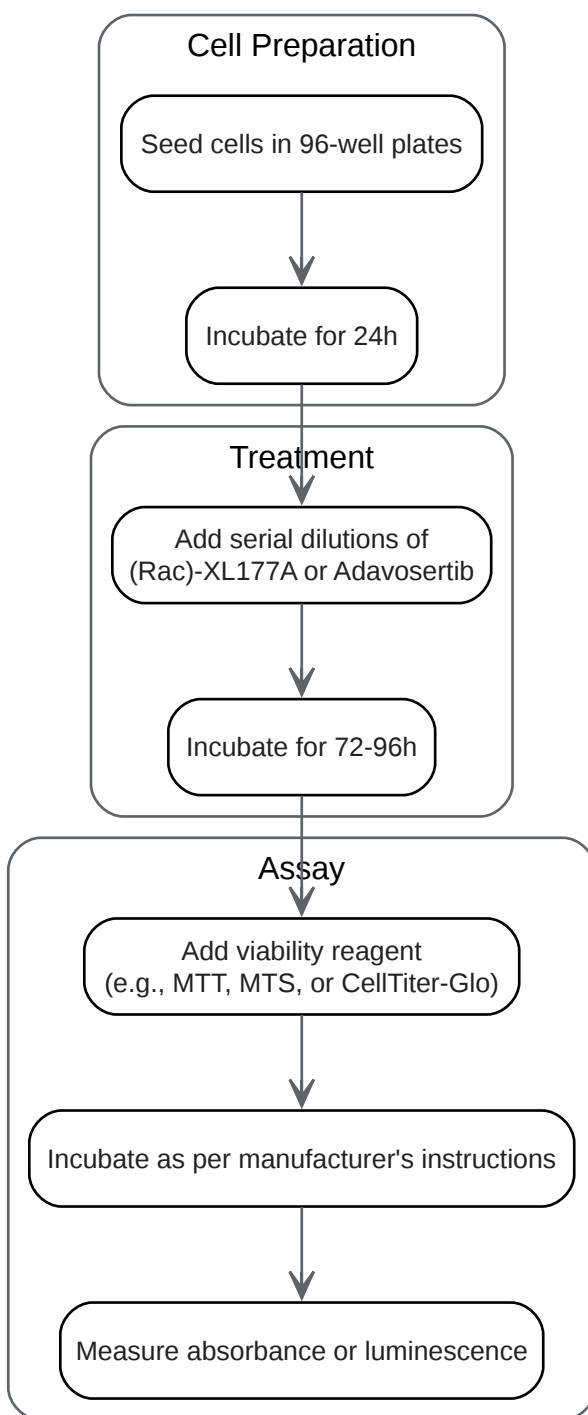 Cell Preparation
Seed cells in 96-well plates
Incubate for 24h
Treatment
Add serial dilutions of
(Rac)-XL177A or Adavosertib
Incubate for 72-96h
Assay
Add viability reagent
(e.g., MTT, MTS, or CellTiter-Glo)
Incubate as per manufacturer's instructions
Measure absorbance or luminescence